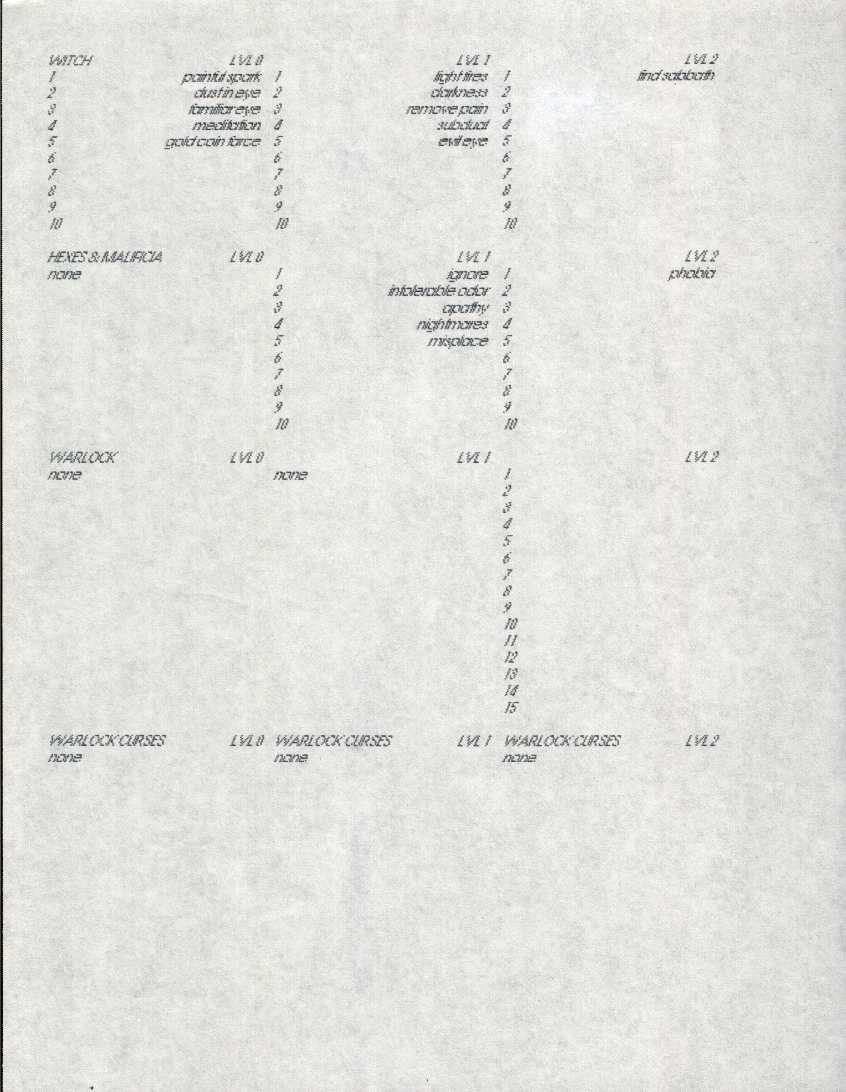 WITCH LVL 0 LVL 1 LVL 2
1 painful spark 1 light fires 1 find sabbath
2 dust in eye 2 darkness 2
3 familiar eye 3 remove pain 3
4 meditation 4 subdual 4
5 gold coin force 5 evil eye 5
6 6 6
7 7 7
8 8 8
9 9 9
10 10 10
HEXES & MALIFICIA LVL 0 LVL 1 LVL 2
none 1 ignore 1 phobia
2 intolerable odor 2
3 apathy 3
4 nightmares 4
5 misplace 5
6 6
7 7
8 8
9 9
10 10
WARLOCK LVL 0 LVL 1 LVL 2
none none 1
2
3
4
5
6
7
8
9
10
11
12
13
14
15
WARLOCK CURSES LVL 0 WARLOCK CURSES LVL 1 WARLOCK CURSES LVL 2
none none none